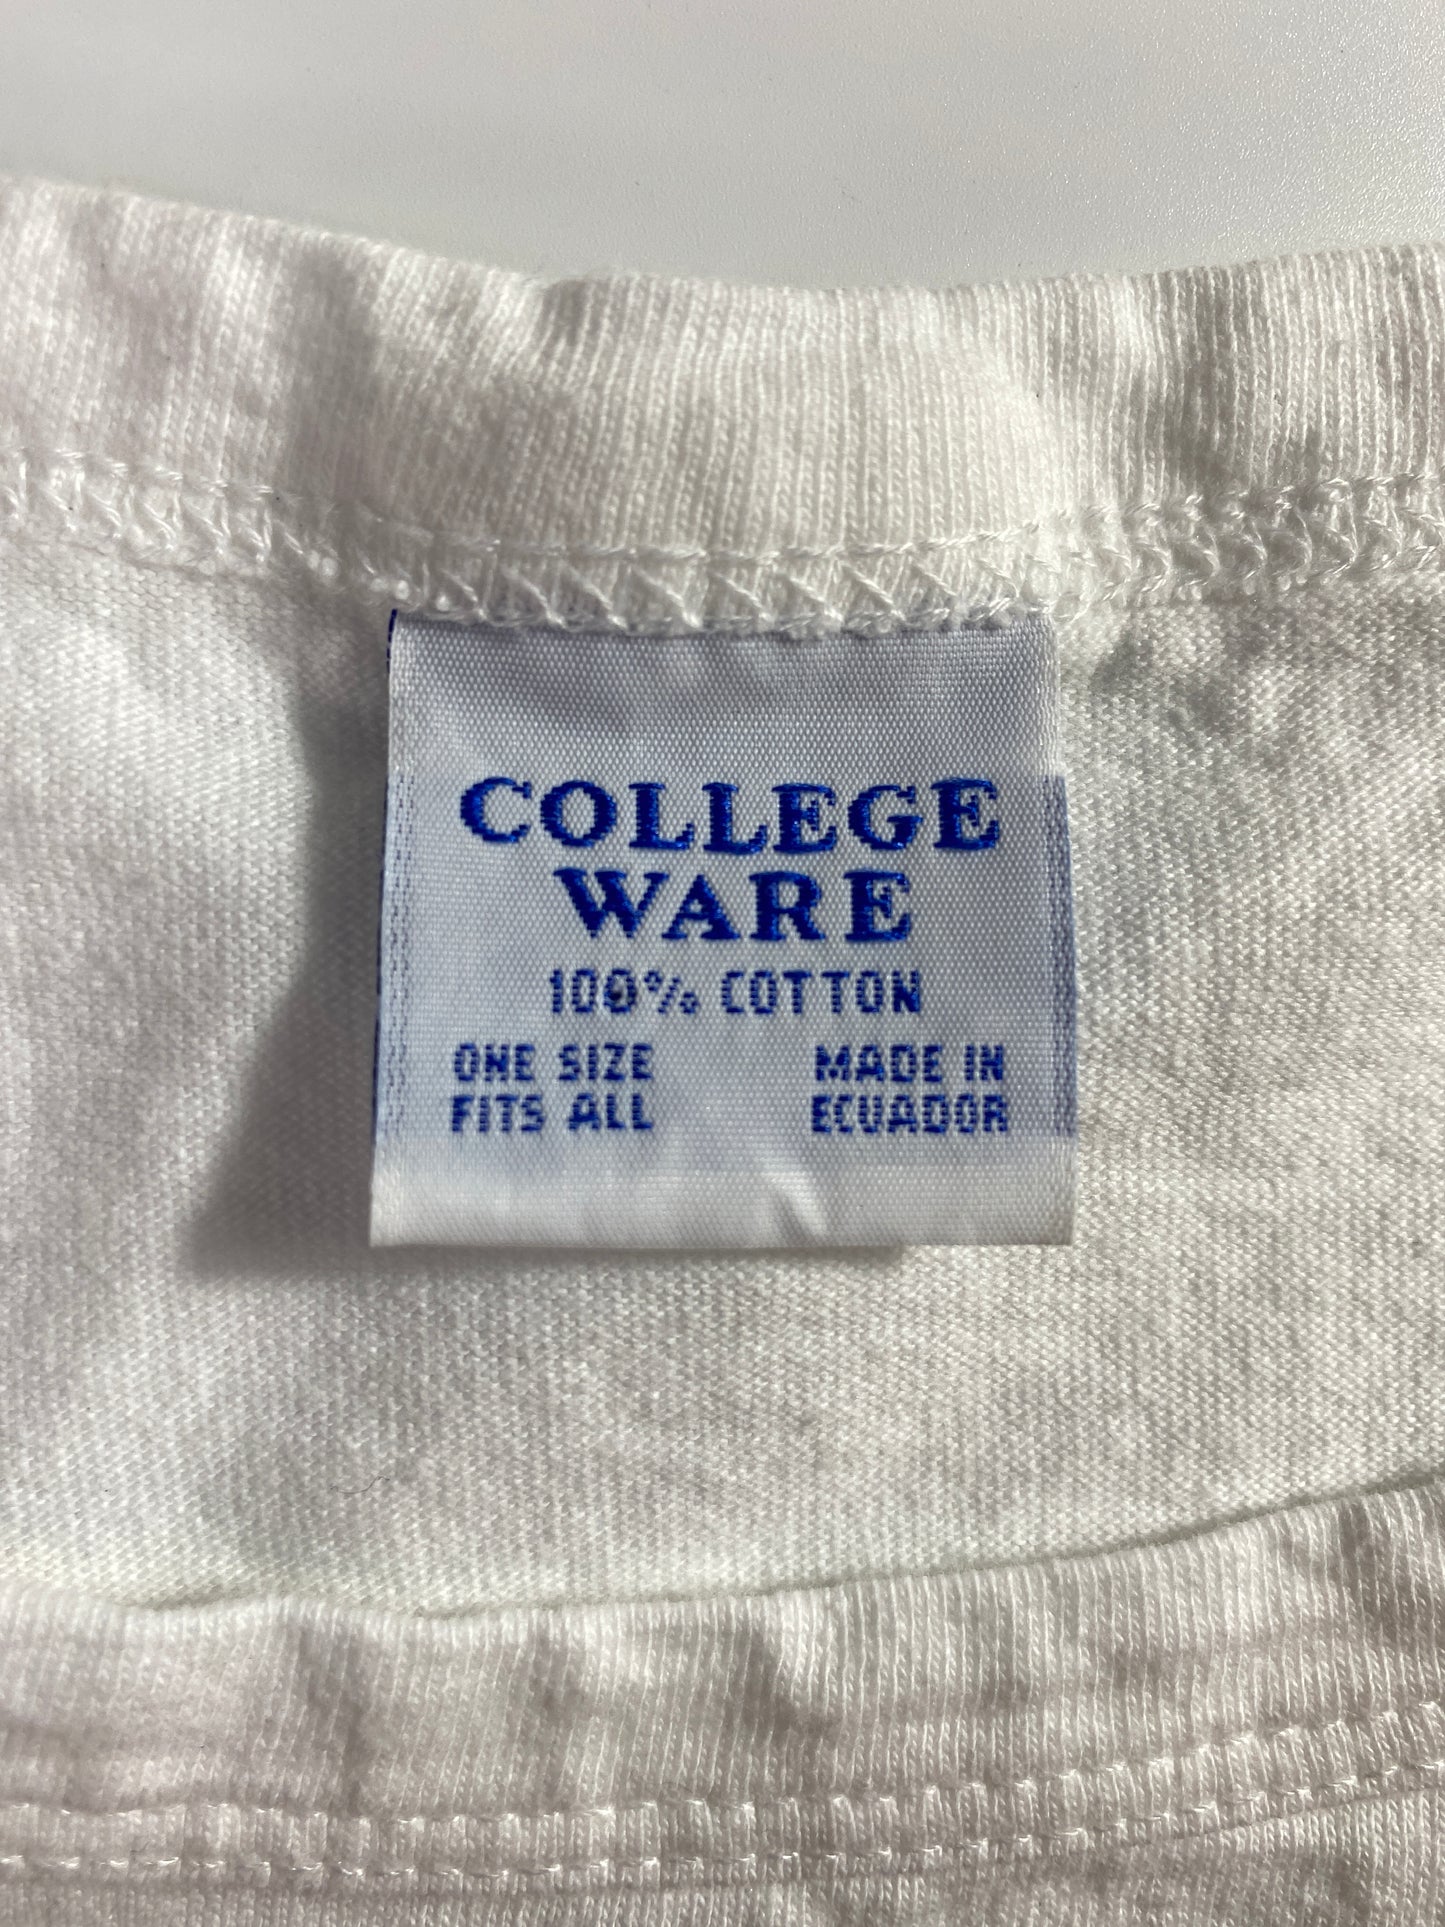 COLLEGE
WARE
100% COTTON
ONE SIZE
FITS ALL
MADE IN
ECUADOR